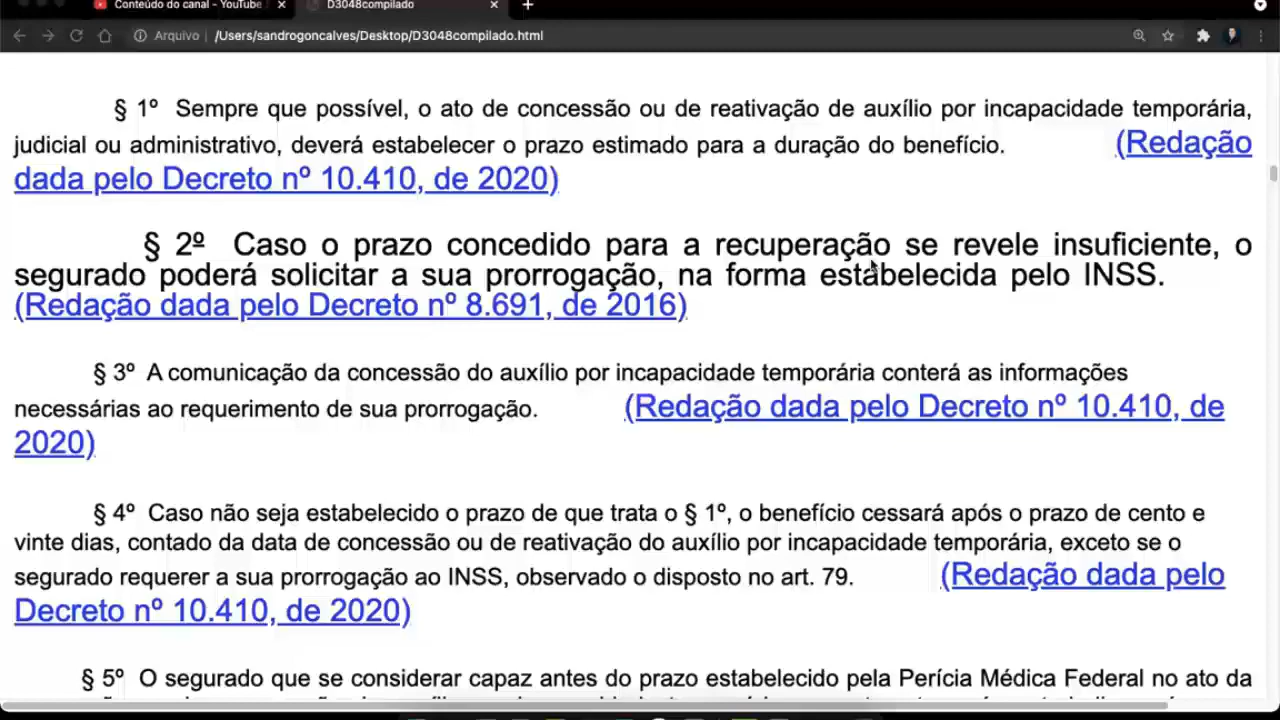 Conteúdo do canal - YouTube
D3048compilado
Arquivo | /Users/sandrogoncalves/Desktop/D3048compilado.html
§ 1º Sempre que possível, o ato de concessão ou de reativação de auxílio por incapacidade temporária,
judicial ou administrativo, deverá estabelecer o prazo estimado para a duração do benefício. (Redação
dada pelo Decreto nº 10.410, de 2020)
§ 2º Caso o prazo concedido para a recuperação se revele insuficiente, o
segurado poderá solicitar a sua prorrogação, na forma estabelecida pelo INSS.
(Redação dada pelo Decreto nº 8.691, de 2016)
§ 3º A comunicação da concessão do auxílio por incapacidade temporária conterá as informações
necessárias ao requerimento de sua prorrogação. (Redação dada pelo Decreto nº 10.410, de
2020)
§ 4º Caso não seja estabelecido o prazo de que trata o § 1º, o benefício cessará após o prazo de cento e
vinte dias, contado da data de concessão ou de reativação do auxílio por incapacidade temporária, exceto se o
segurado requerer a sua prorrogação ao INSS, observado o disposto no art. 79. (Redação dada pelo
Decreto nº 10.410, de 2020)
§ 5º O segurado que se considerar capaz antes do prazo estabelecido pela Perícia Médica Federal no ato da